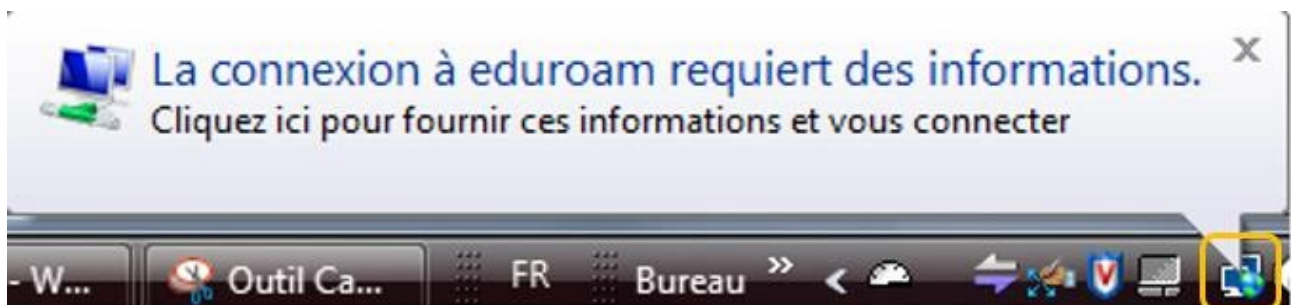 La connexion à eduroam requiert des informations.
Cliquez ici pour fournir ces informations et vous connecter
- W... Outil Ca... FR Bureau » <